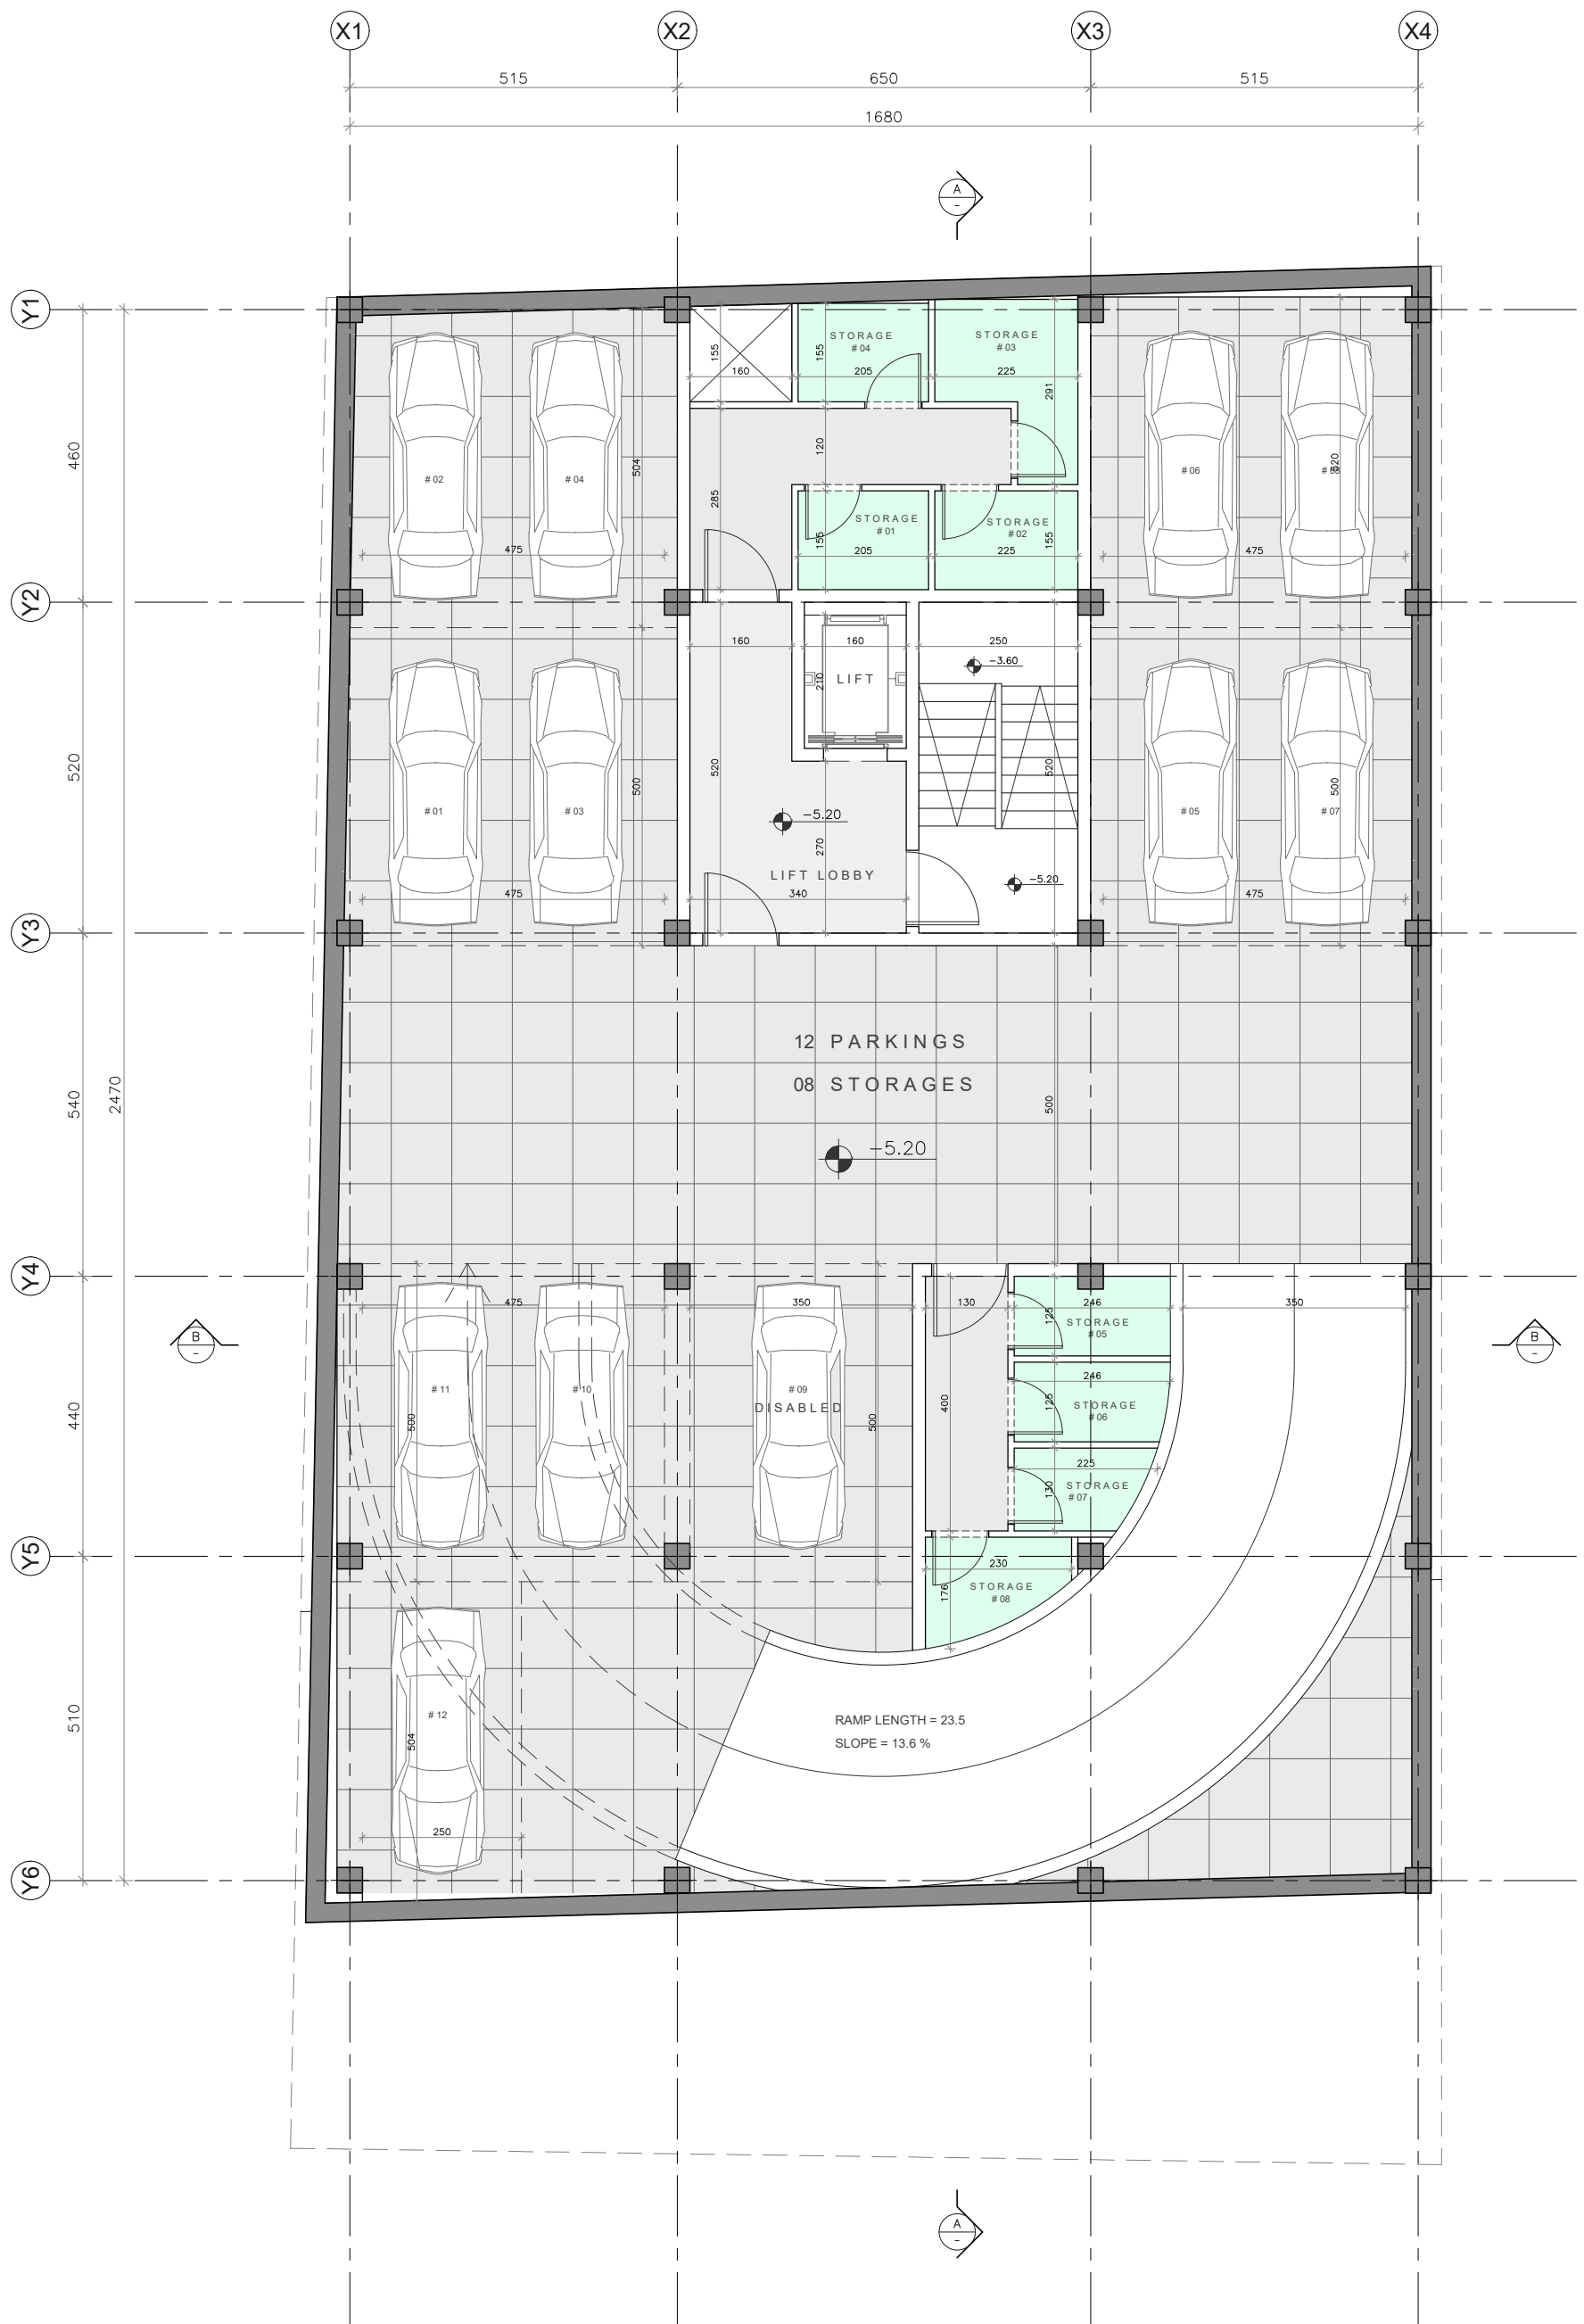 X1 X2 X3 X4
515 650 515
1680
A
-
Y1
STORAGE STORAGE
# 04 # 03
155 155
160 205 225
291
460
504
# 02 # 04
120
# 06 # 08
520
285
STORAGE STORAGE
# 01 # 02
155 155
475 205 225 475
Y2
160 160 250
-3.60
210 LIFT
520
520 520
500 500
# 01 # 03 # 05 # 07
-5.20
270
LIFT LOBBY
-5.20
475 340 475
Y3
12 PARKINGS
08 STORAGES
540 2470
500
-5.20
Y4
475 350 130 246 350
125
STORAGE
# 05
B B
- -
246
# 11 # 10 # 09
DISABLED
400 125
STORAGE
# 06
440 500 500
225
130
STORAGE
# 07
Y5
230
STORAGE
# 08
176
510
# 12
504
RAMP LENGTH = 23.5
SLOPE = 13.6 %
250
Y6
A
-